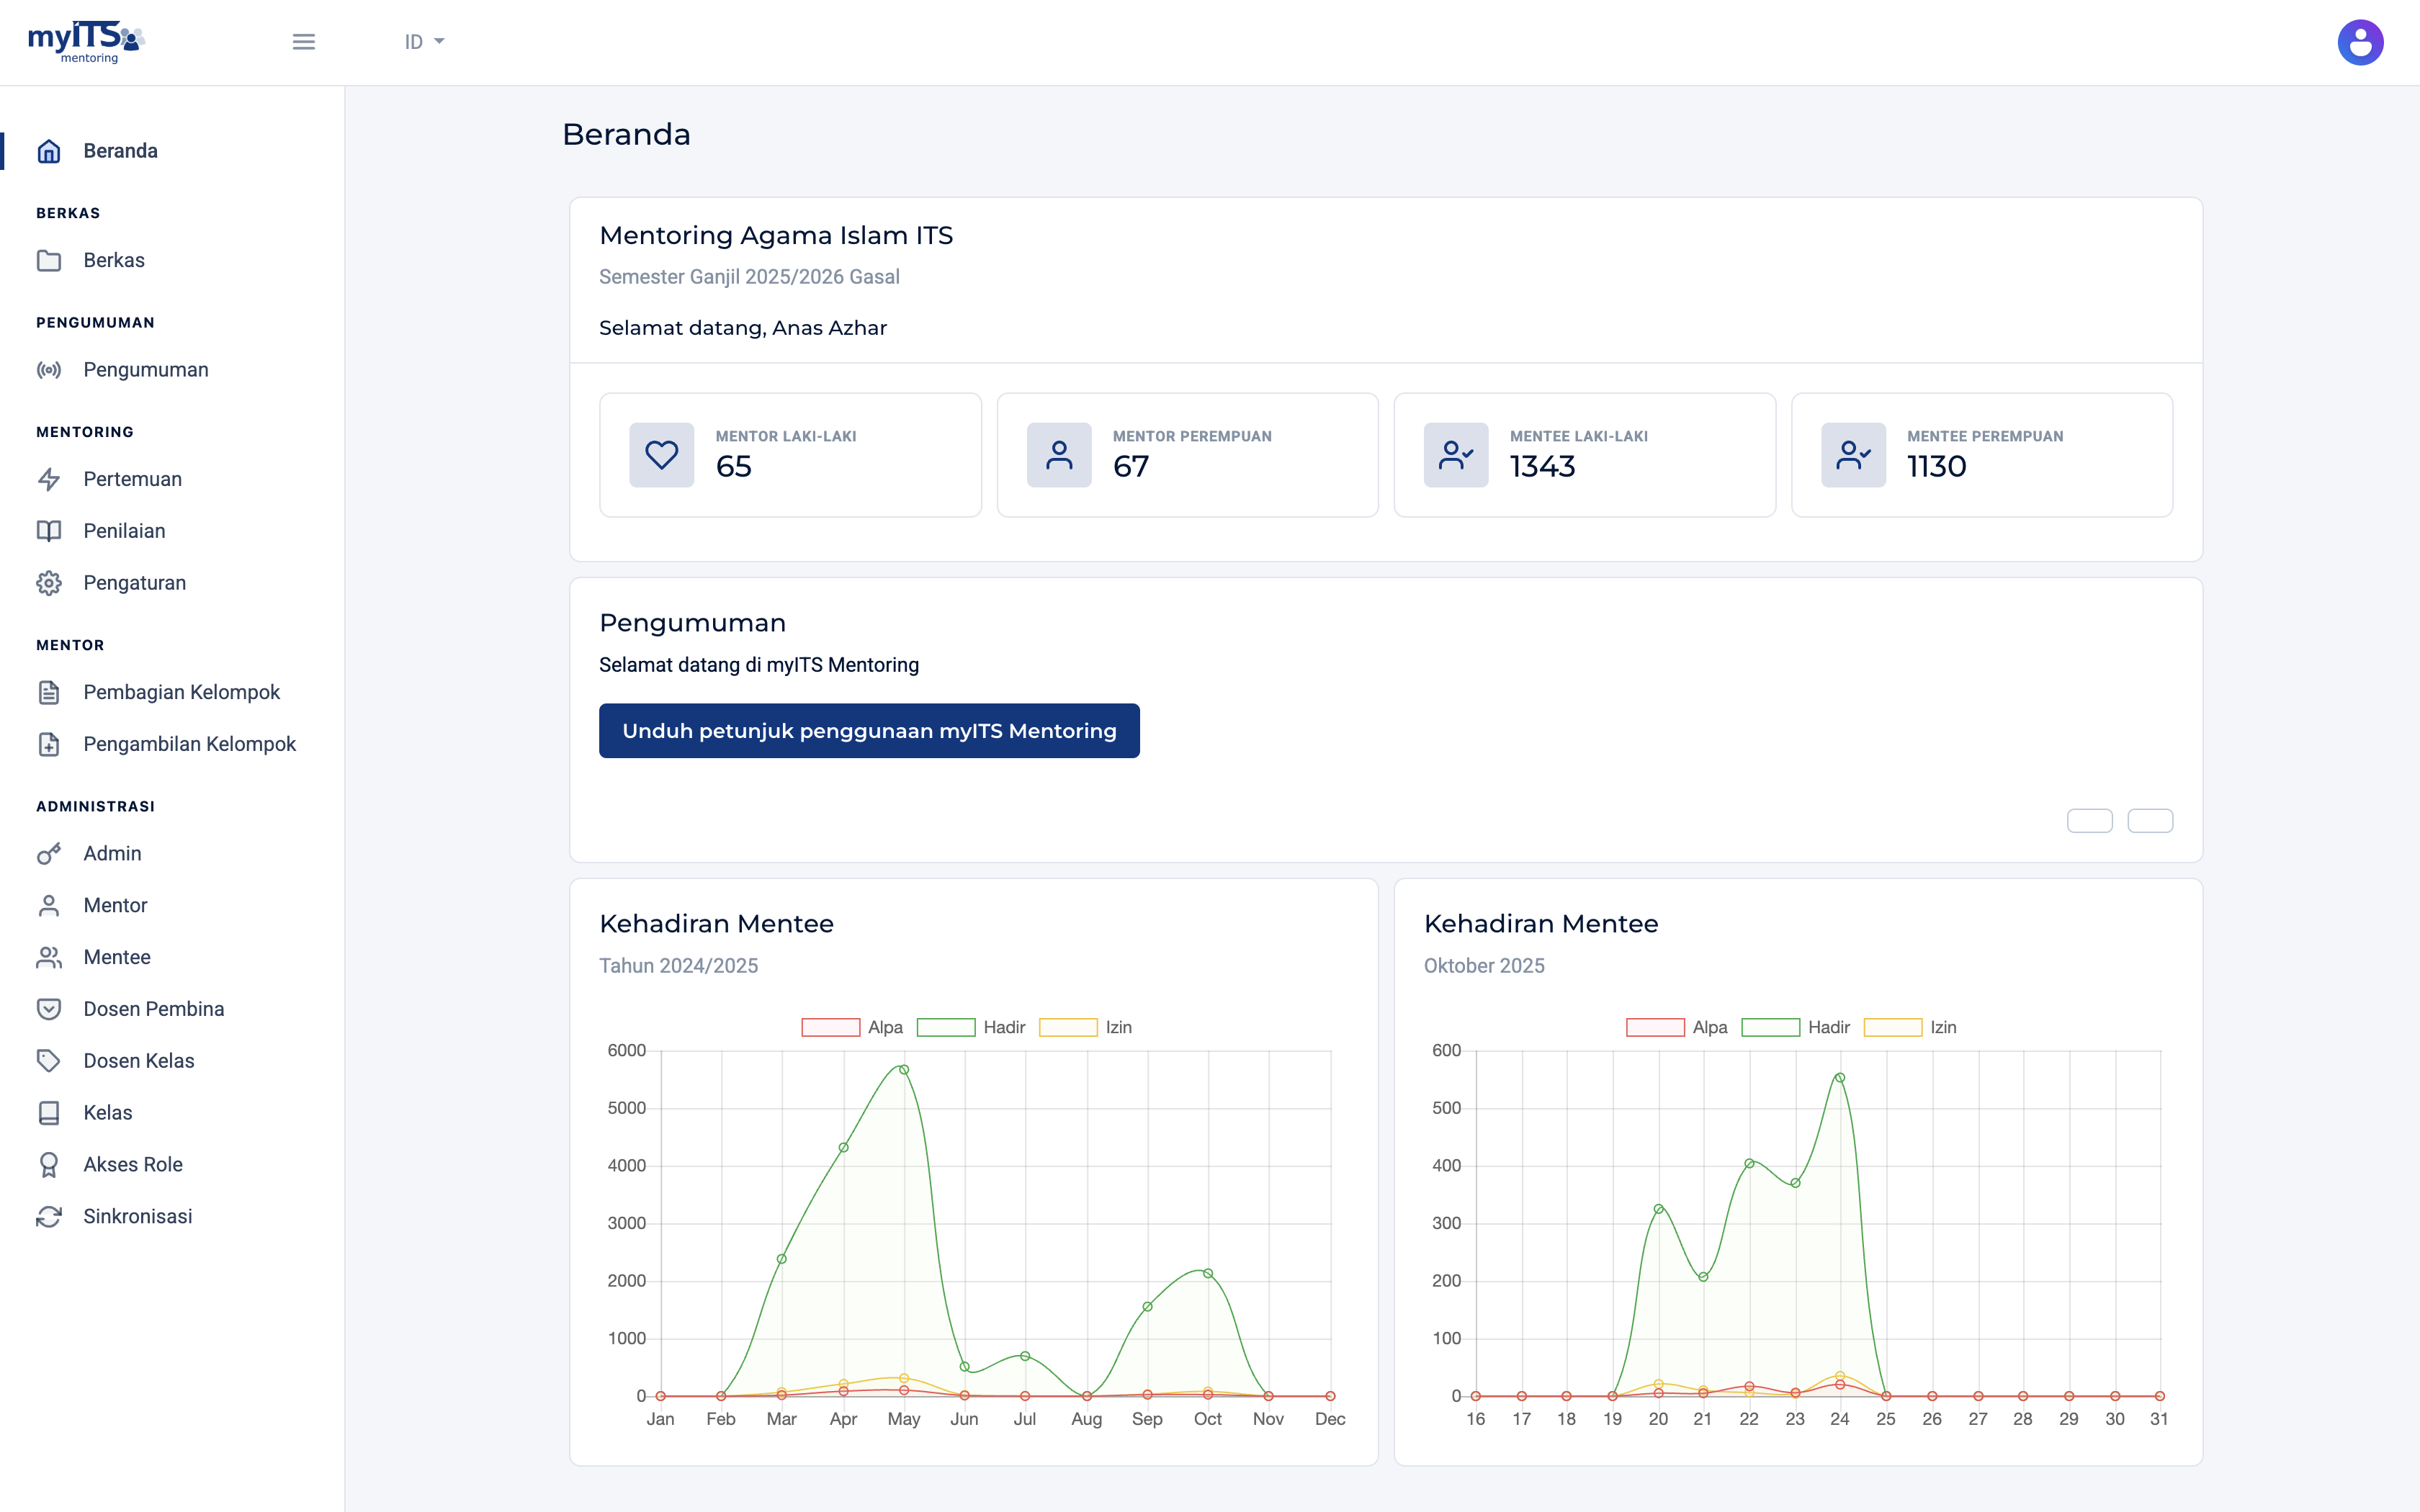 myITS
mentoring
ID
Beranda
BERKAS
Berkas
PENGUMUMAN
Pengumuman
MENTORING
Pertemuan
Penilaian
Pengaturan
MENTOR
Pembagian Kelompok
Pengambilan Kelompok
ADMINISTRASI
Admin
Mentor
Mentee
Dosen Pembina
Dosen Kelas
Kelas
Akses Role
Sinkronisasi
Beranda
Mentoring Agama Islam ITS
Semester Ganjil 2025/2026 Gasal
Selamat datang, Anas Azhar
MENTOR LAKI-LAKI
65
MENTOR PEREMPUAN
67
MENTEE LAKI-LAKI
1343
MENTEE PEREMPUAN
1130
Pengumuman
Selamat datang di myITS Mentoring
Unduh petunjuk penggunaan myITS Mentoring
Kehadiran Mentee
Tahun 2024/2025
Alpa Hadir Izin
6000
5000
4000
3000
2000
1000
0
Jan Feb Mar Apr May Jun Jul Aug Sep Oct Nov Dec
Kehadiran Mentee
Oktober 2025
Alpa Hadir Izin
600
500
400
300
200
100
0
16 17 18 19 20 21 22 23 24 25 26 27 28 29 30 31